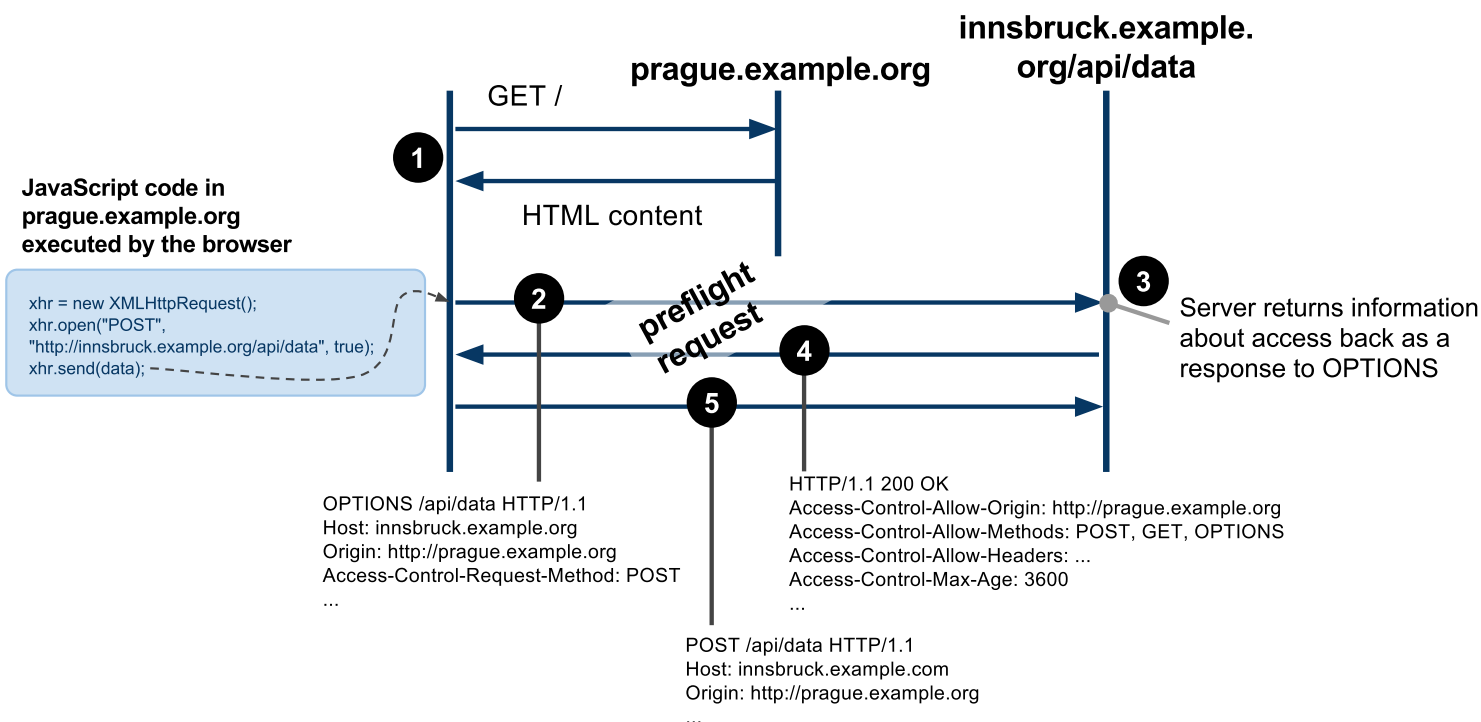 innsbruck.example.
org/api/data
prague.example.org
GET /
1
HTML content
JavaScript code in
prague.example.org
executed by the browser
xhr = new XMLHttpRequest();
xhr.open("POST",
"http://innsbruck.example.org/api/data", true);
xhr.send(data);
2
preflight
request
3
Server returns information
about access back as a
response to OPTIONS
4
5
OPTIONS /api/data HTTP/1.1
Host: innsbruck.example.org
Origin: http://prague.example.org
Access-Control-Request-Method: POST
...
HTTP/1.1 200 OK
Access-Control-Allow-Origin: http://prague.example.org
Access-Control-Allow-Methods: POST, GET, OPTIONS
Access-Control-Allow-Headers: ...
Access-Control-Max-Age: 3600
...
POST /api/data HTTP/1.1
Host: innsbruck.example.com
Origin: http://prague.example.org
...